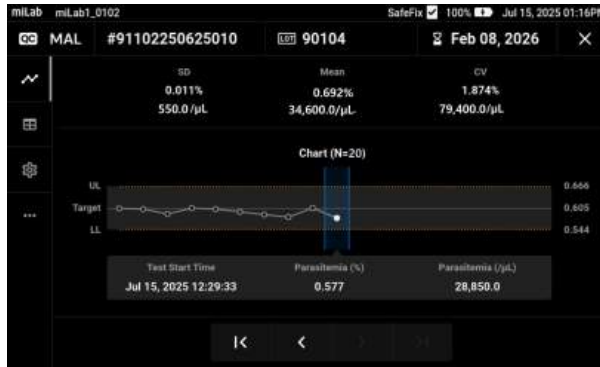 miLab miLab1_0102 SafeFix 100% Jul 15, 2025 01:16PM
QC MAL #91102250625010 LOT 90104 Feb 08, 2026
SD Mean CV
0.011% 0.692% 1.874%
550.0/μL 34,600.0/μL 79,400.0/μL
Chart (N=20)
UL 0.666
Target 0.605
LL 0.544
Test Start Time Parasitemia (%) Parasitemia (/μL)
Jul 15, 2025 12:29:33 0.577 28,850.0